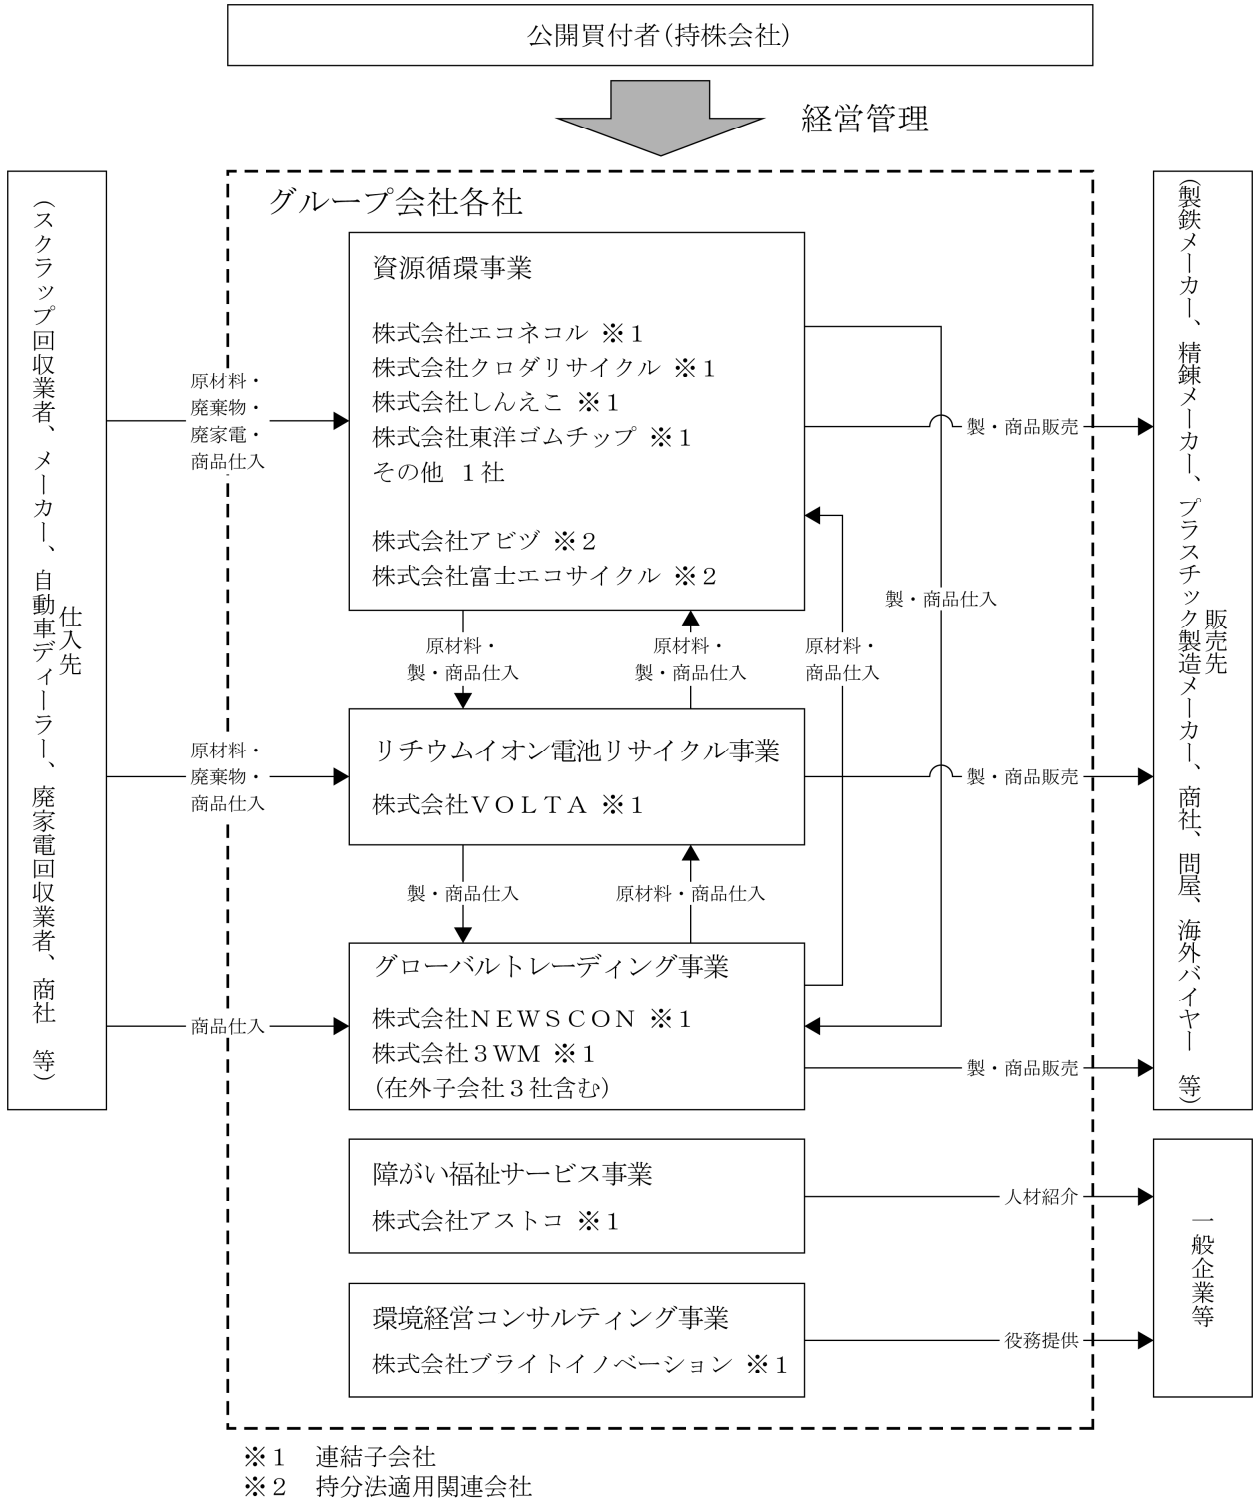 公開買付者(持株会社)
経営管理
グループ会社各社
仕入先
(スクラップ回収業者、メーカー、自動車ディーラー、廃家電回収業者、商社　等)
原材料・
廃棄物・
廃家電・
商品仕入
資源循環事業
株式会社エコネコル ※１
株式会社クロダリサイクル ※１
株式会社しんえこ ※１
株式会社東洋ゴムチップ ※１
その他 １社
株式会社アビヅ ※２
株式会社富士エコサイクル ※２
製・商品販売
製・商品仕入
原材料・
製・商品仕入
原材料・
製・商品仕入
原材料・
商品仕入
原材料・
廃棄物・
商品仕入
リチウムイオン電池リサイクル事業
株式会社ＶＯＬＴＡ ※１
製・商品販売
製・商品仕入
原材料・商品仕入
商品仕入
グローバルトレーディング事業
株式会社ＮＥＷＳＣＯＮ ※１
株式会社３ＷＭ ※１
(在外子会社３社含む)
製・商品販売
販売先
(製鉄メーカー、精錬メーカー、プラスチック製造メーカー、商社、問屋、海外バイヤー　等)
障がい福祉サービス事業
株式会社アストコ ※１
人材紹介
環境経営コンサルティング事業
株式会社ブライトイノベーション ※１
役務提供
一般企業等
※１　連結子会社
※２　持分法適用関連会社